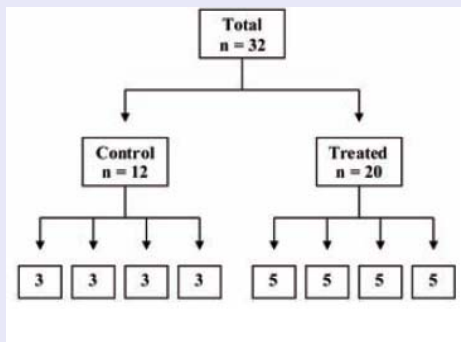 Total
n = 32
Control
n = 12
Treated
n = 20
3 3 3 3 5 5 5 5